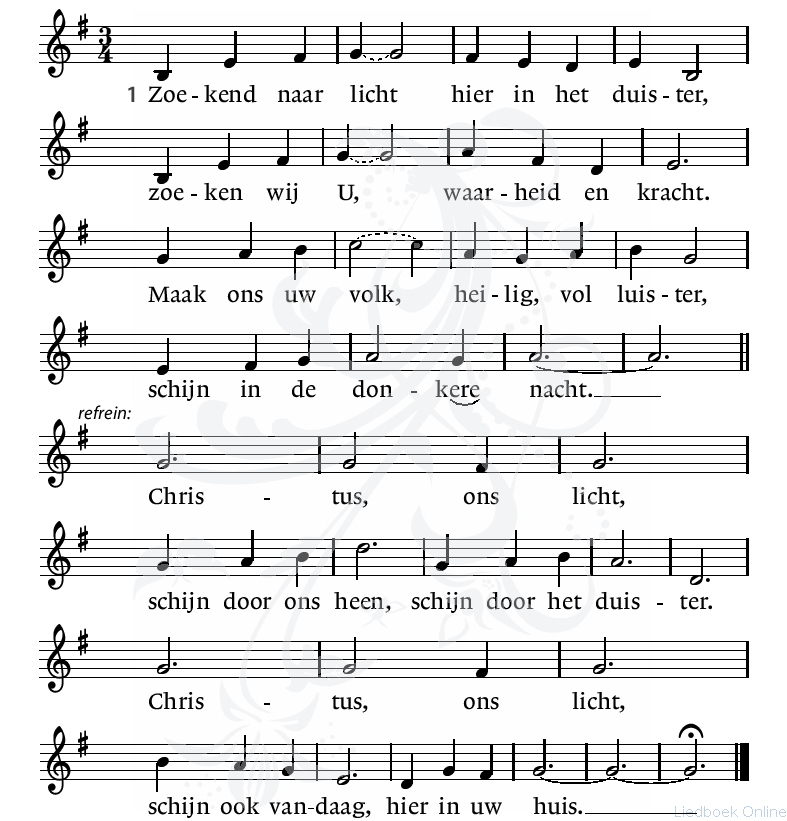 1 Zoe - kend naar licht hier in het duis - ter,
zoe - ken wij U, waar - heid en kracht.
Maak ons uw volk, hei - lig, vol luis - ter,
schijn in de don - kere nacht.
refrein:
Chris - tus, ons licht,
schijn door ons heen, schijn door het duis - ter.
Chris - tus, ons licht,
schijn ook van-daag, hier in uw huis.
Liedboek Online